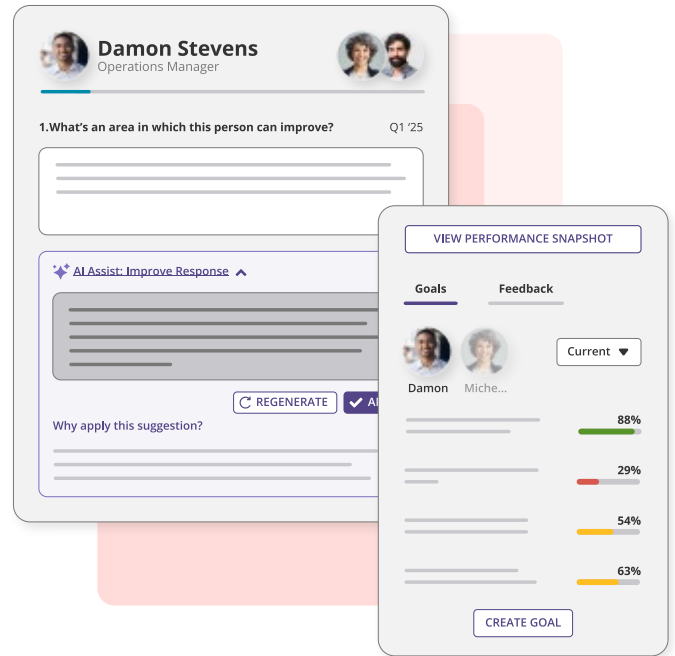 Damon Stevens
Operations Manager
1.What's an area in which this person can improve?
Q1 '25
AI Assist: Improve Response
REGENERATE
Why apply this suggestion?
VIEW PERFORMANCE SNAPSHOT
Goals
Feedback
Damon
Miche...
Current
88%
29%
54%
63%
CREATE GOAL